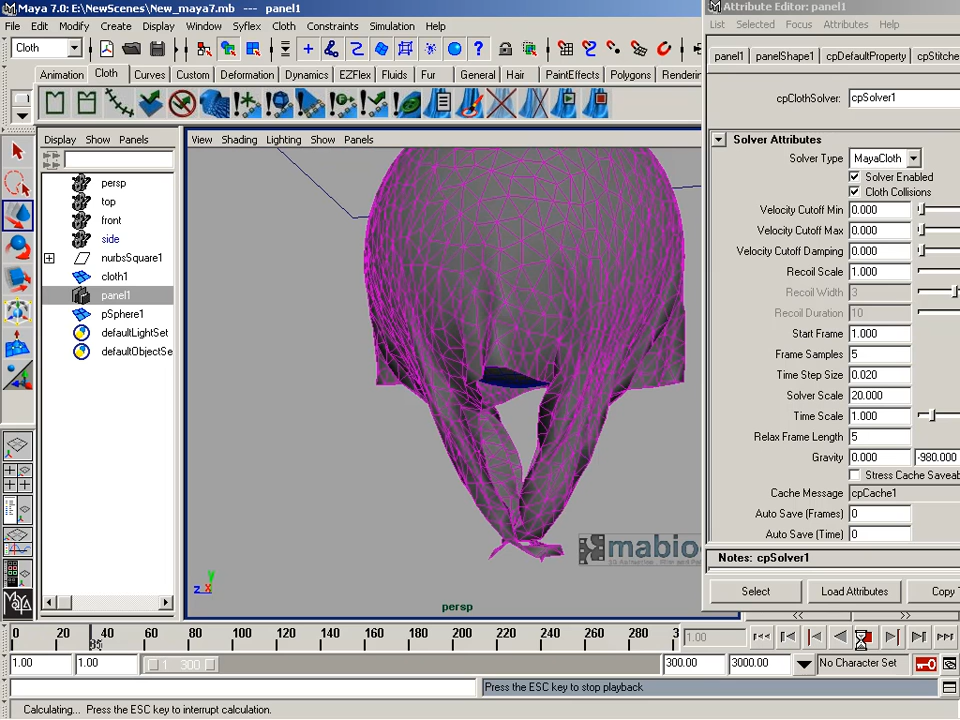 Maya 7.0: E:\NewScenes\New_maya7.mb --- panel1
Attribute Editor: panel1
File Edit Modify Create Display Window Surfaces Cloth Constraints Simulation Help
List Selected Focus Attributes Help
Cloth
panel1 panelShape1 cpDefaultProperty cpStitche
Animation Cloth Curves Custom Deformation Dynamics EZFlex Fluids Fur General Hair PaintEffects Polygons Renderin
cpClothSolver: cpSolver1
Display Show Panels
View Shading Lighting Show Panels
Solver Attributes
Solver Type MayaCloth
Solver Enabled
Cloth Collisions
Velocity Cutoff Min 0.000
Velocity Cutoff Max 0.000
Velocity Cutoff Damping 0.000
Recoil Scale 1.000
Recoil Width 3
Recoil Duration 10
Start Frame 1.000
Frame Samples 5
Time Step Size 0.020
Solver Scale 20.000
Time Scale 1.000
Relax Frame Length 5
Gravity 0.000 -980.000
Stress Cache Saveab
Cache Message cpCache1
Auto Save (Frames) 0
Auto Save (Time) 0
Notes: cpSolver1
Select Load Attributes Copy T
persp
top
front
side
nurbsSquare1
cloth1
panel1
pSphere1
defaultLightSet
defaultObjectSe
mabio
y
z x
persp
MAYA
0 20 40 60 80 100 120 140 160 180 200 220 240 260 280 3
1.00
1.00 1.00 1 300 300.00 3000.00 No Character Set
Press the ESC key to stop playback
Calculating... Press the ESC key to interrupt calculation.